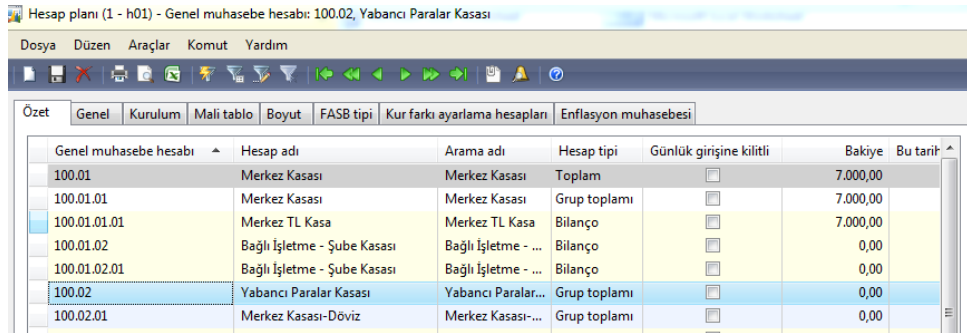 Hesap planı (1 - h01) - Genel muhasebe hesabı: 100.02, Yabancı Paralar Kasası
Dosya Düzen Araçlar Komut Yardım
Özet Genel Kurulum Mali tablo Boyut FASB tipi Kur farkı ayarlama hesapları Enflasyon muhasebesi
Genel muhasebe hesabı Hesap adı Arama adı Hesap tipi Günlük girişine kilitli Bakiye Bu tarih
100.01 Merkez Kasası Merkez Kasası Toplam 7.000,00
100.01.01 Merkez Kasası Merkez Kasası Grup toplamı 7.000,00
100.01.01.01 Merkez TL Kasa Merkez TL Kasa Bilanço 7.000,00
100.01.02 Bağlı İşletme - Şube Kasası Bağlı İşletme - ... Bilanço 0,00
100.01.02.01 Bağlı İşletme - Şube Kasası Bağlı İşletme - ... Bilanço 0,00
100.02 Yabancı Paralar Kasası Yabancı Paralar... Grup toplamı 0,00
100.02.01 Merkez Kasası-Döviz Merkez Kasası-... Grup toplamı 0,00